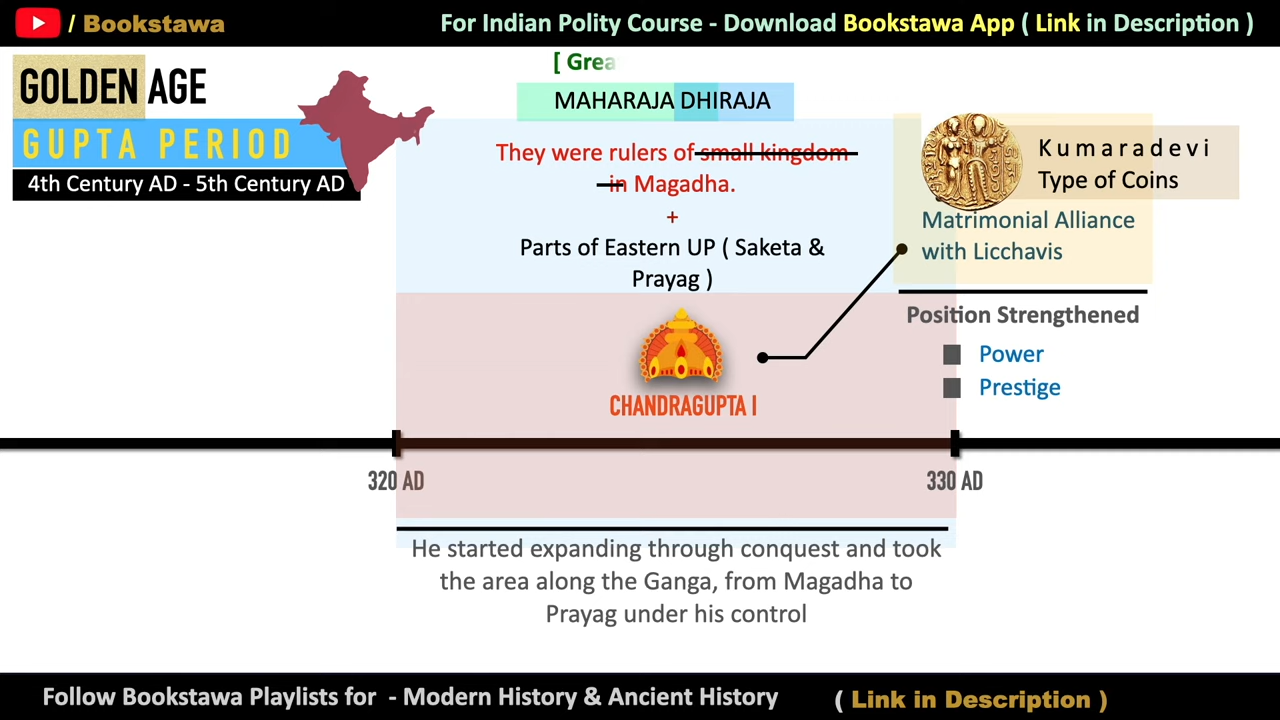 / Bookstawa
For Indian Polity Course - Download Bookstawa App ( Link in Description )
GOLDEN AGE
GUPTA PERIOD
4th Century AD - 5th Century AD
[ Grea
MAHARAJA DHIRAJA
They were rulers of small kingdom
in Magadha.
+
Parts of Eastern UP ( Saketa &
Prayag )
CHANDRAGUPTA I
Kumaradevi
Type of Coins
Matrimonial Alliance
with Licchavis
Position Strengthened
Power
Prestige
320 AD
330 AD
He started expanding through conquest and took
the area along the Ganga, from Magadha to
Prayag under his control
Follow Bookstawa Playlists for - Modern History & Ancient History
( Link in Description )